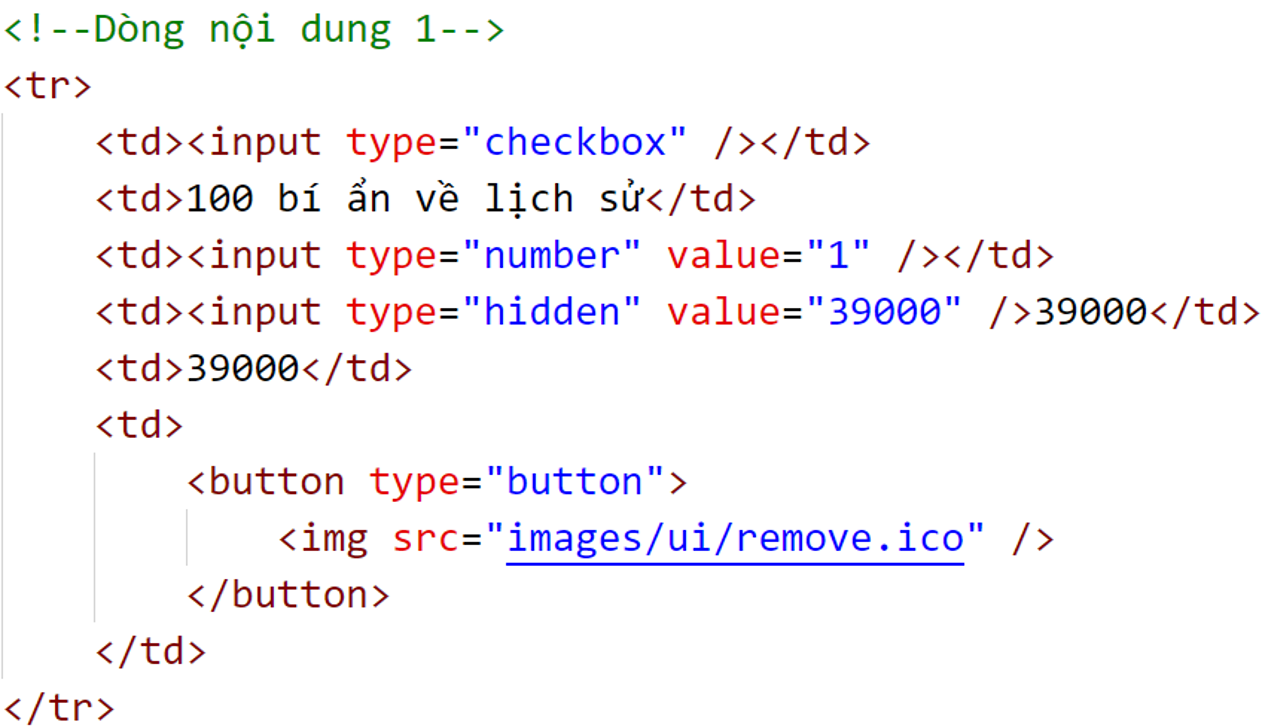 <!--Dòng nội dung 1-->
<tr>
<td><input type="checkbox" /></td>
<td>100 bí ẩn về lịch sử</td>
<td><input type="number" value="1" /></td>
<td><input type="hidden" value="39000" />39000</td>
<td>39000</td>
<td>
<button type="button">
<img src="images/ui/remove.ico" />
</button>
</td>
</tr>